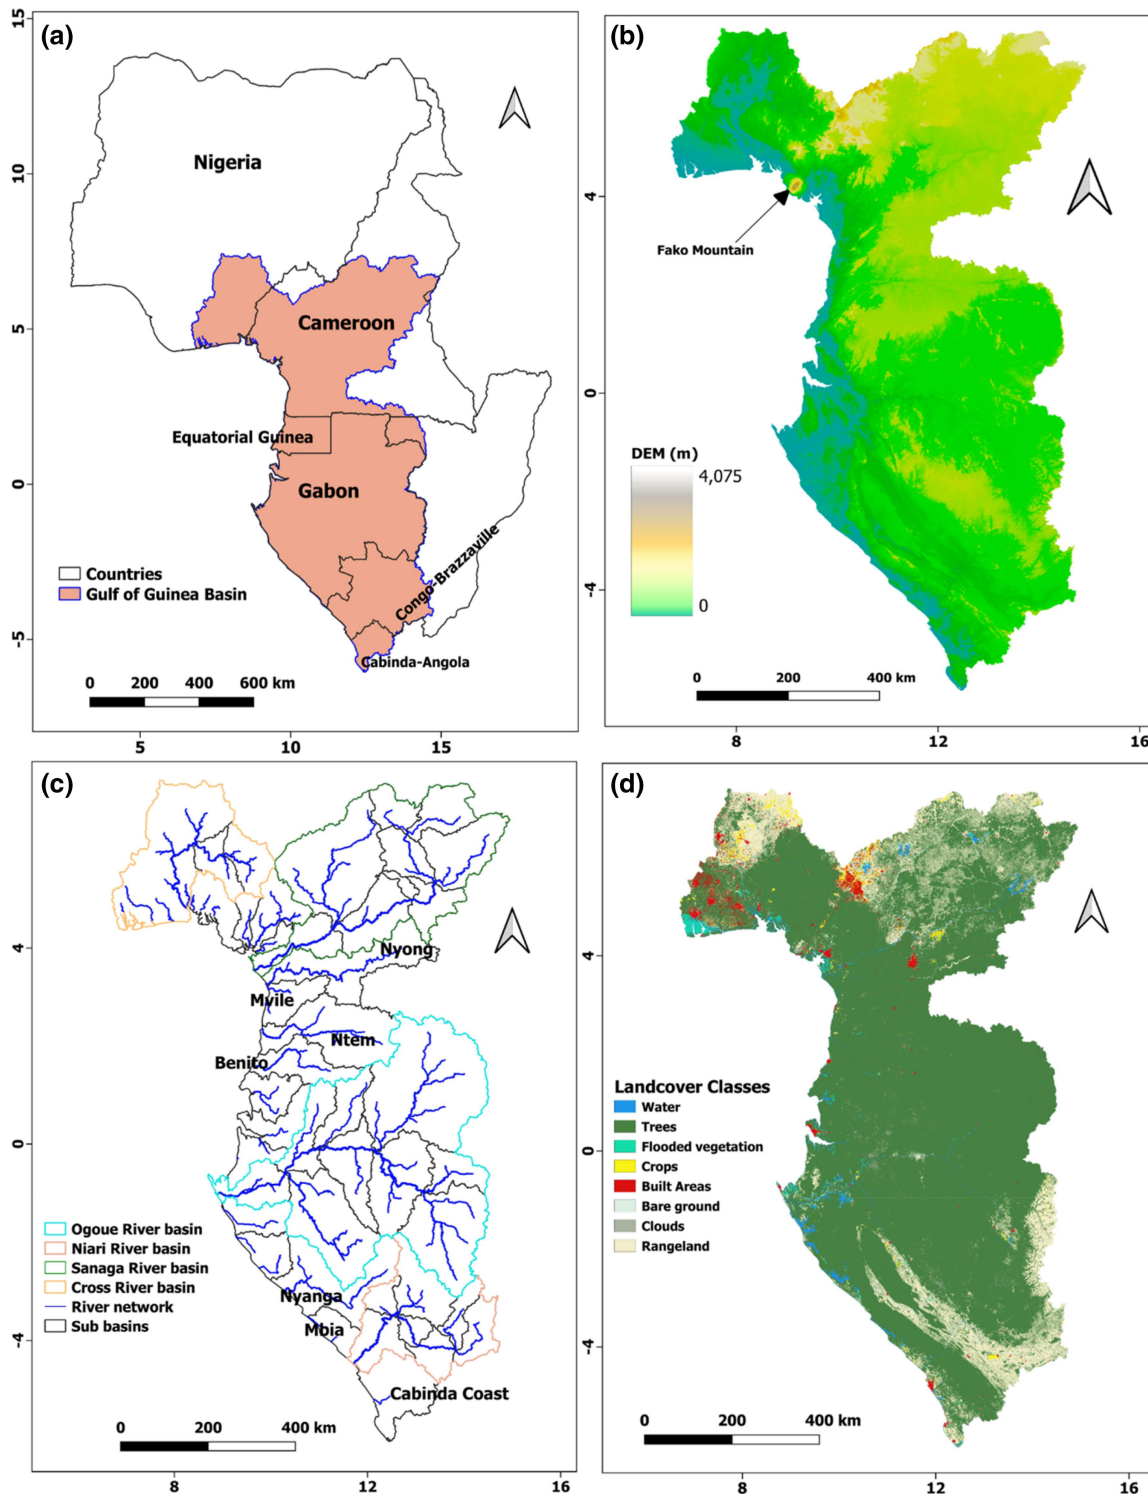 (a)
15
10
5
0
-5
Nigeria
Cameroon
Equatorial Guinea
Gabon
Congo-Brazzaville
Cabinda-Angola
Countries
Gulf of Guinea Basin
0 200 400 600 km
5 10 15
(b)
4
0
-4
Fako Mountain
DEM (m)
4,075
0
0 200 400 km
8 12 16
(c)
4
0
-4
Nyong
Mvile
Ntem
Benito
Nyanga
Mbia
Cabinda Coast
Ogoue River basin
Niari River basin
Sanaga River basin
Cross River basin
River network
Sub basins
0 200 400 km
8 12 16
(d)
4
0
-4
Landcover Classes
Water
Trees
Flooded vegetation
Crops
Built Areas
Bare ground
Clouds
Rangeland
0 200 400 km
8 12 16